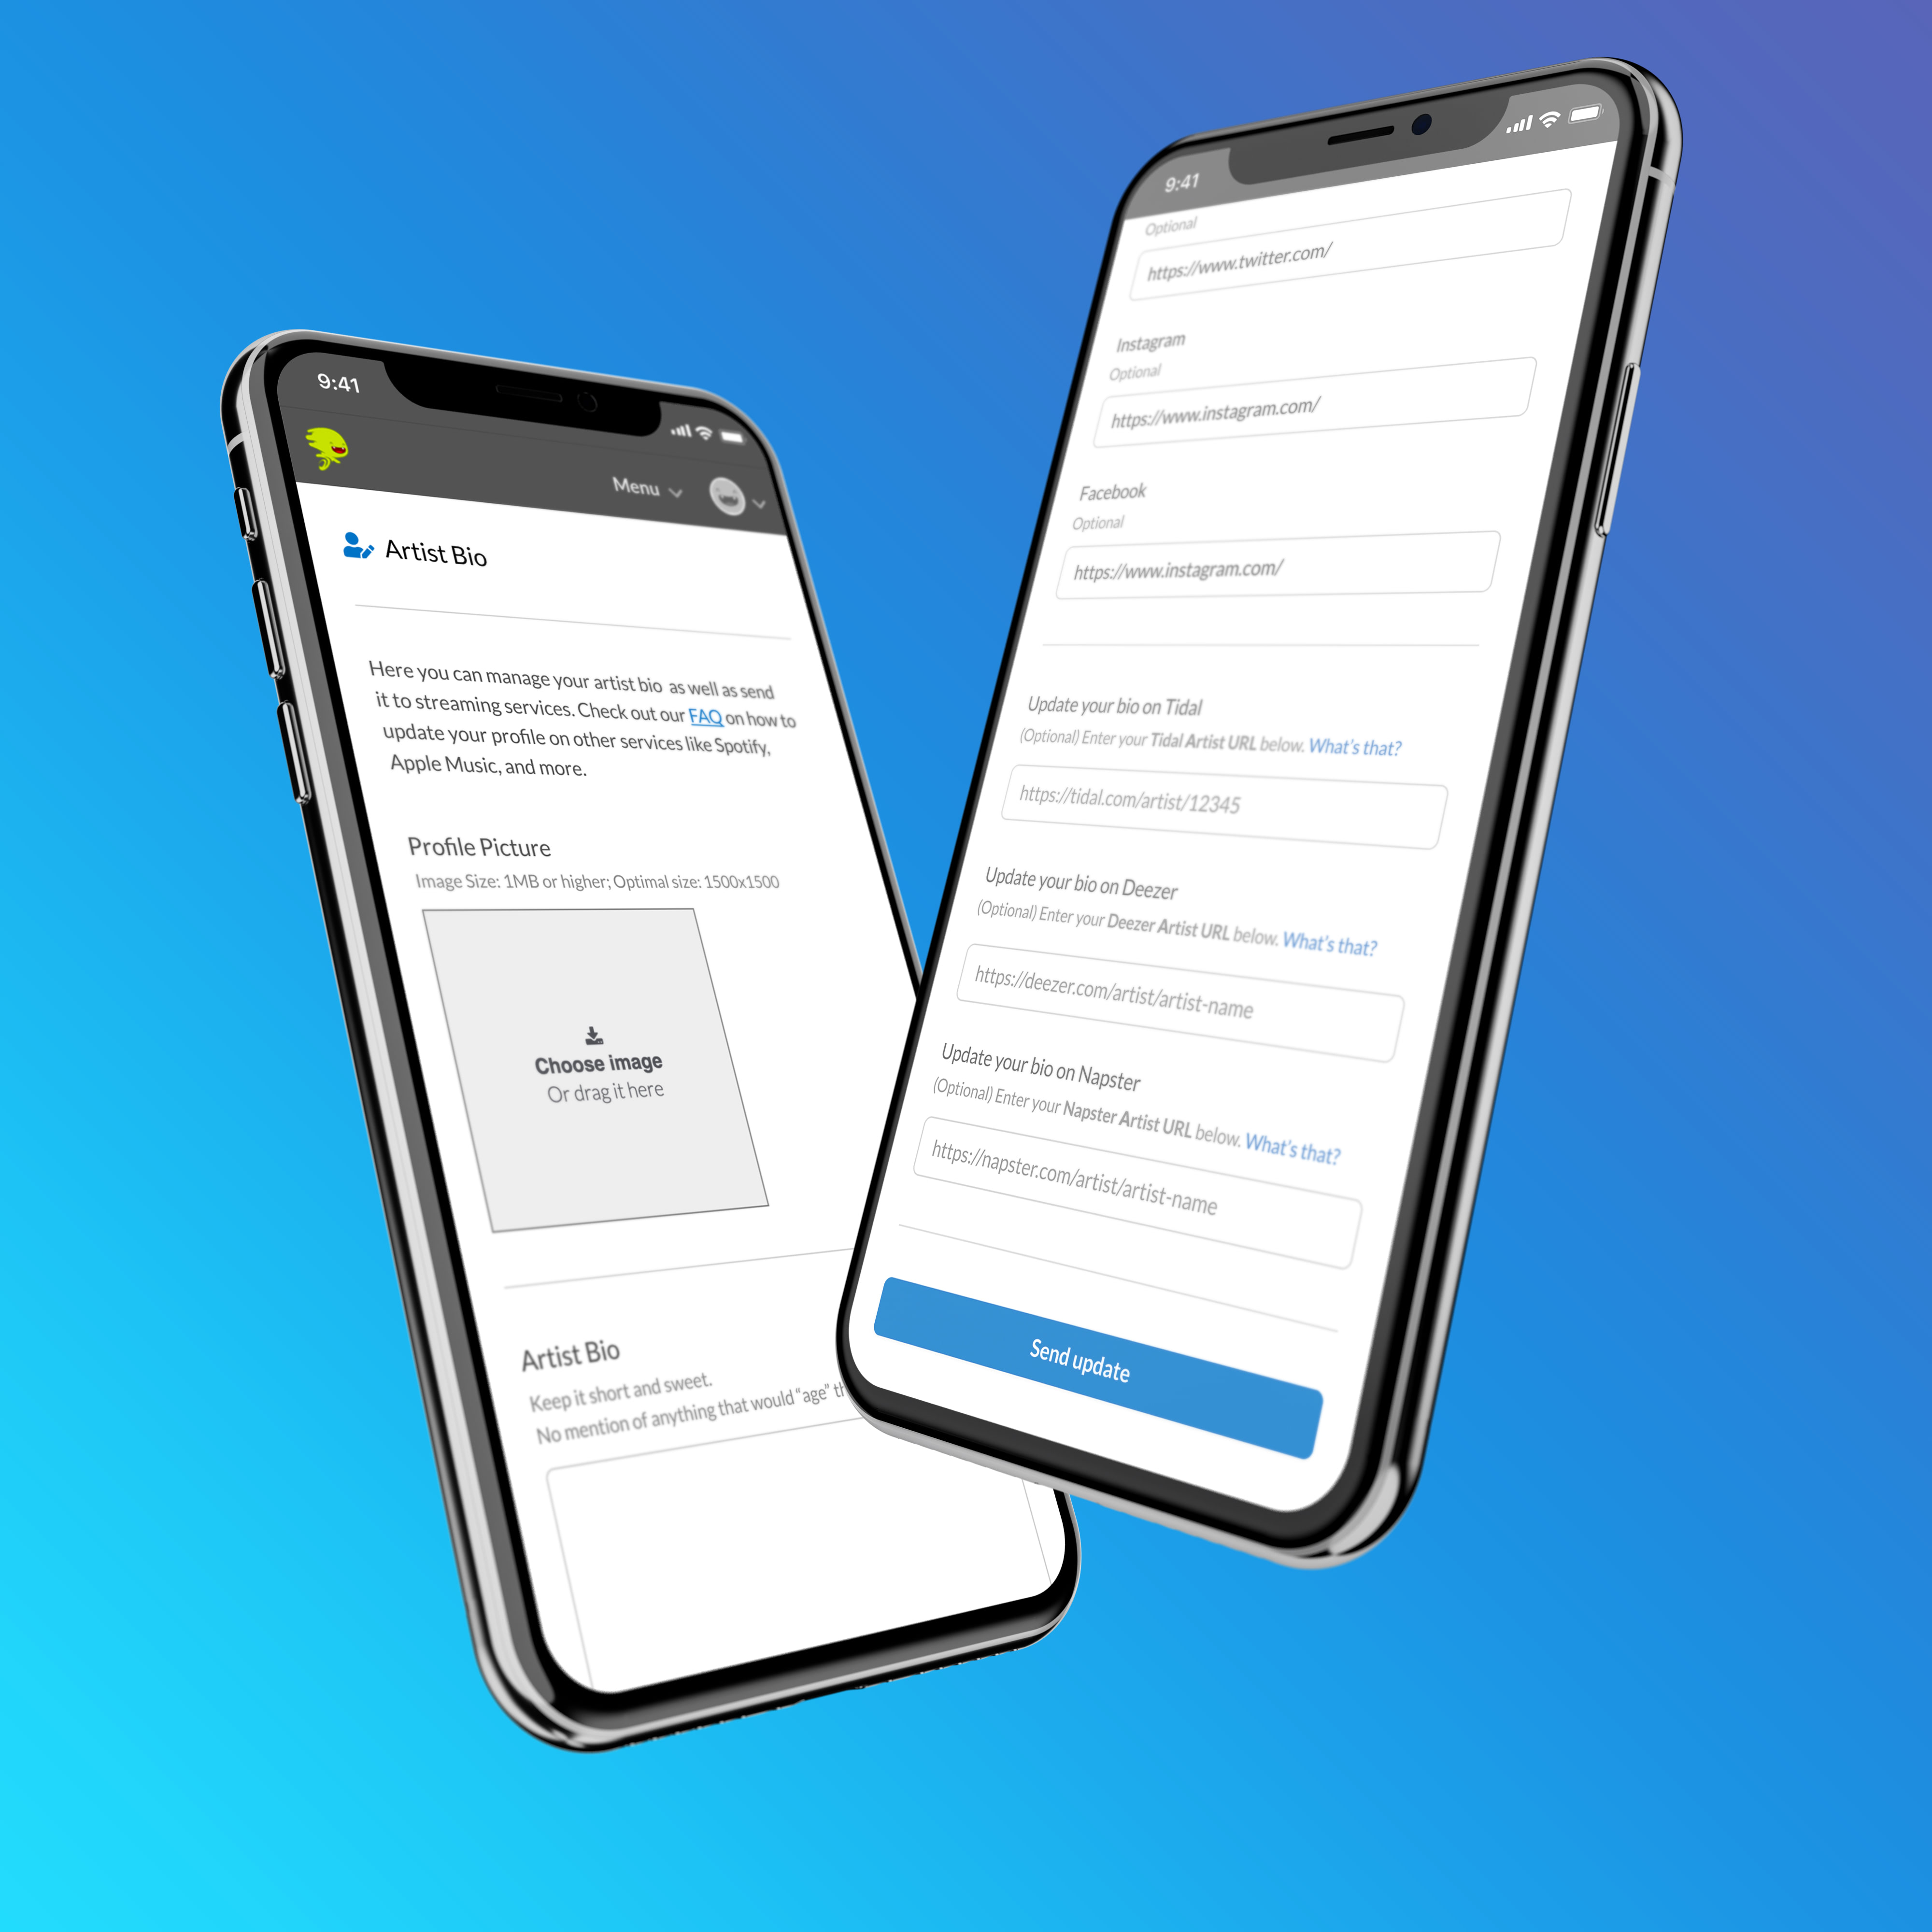 9:41
Menu
Artist Bio
Here you can manage your artist bio as well as send
it to streaming services. Check out our FAQ on how to
update your profile on other services like Spotify,
Apple Music, and more.
Profile Picture
Image Size: 1MB or higher; Optimal size: 1500x1500
Choose image
Or drag it here
Artist Bio
Keep it short and sweet.
No mention of anything that would “age” th
9:41
Optional
https://www.twitter.com/
Instagram
Optional
https://www.instagram.com/
Facebook
Optional
https://www.instagram.com/
Update your bio on Tidal
(Optional) Enter your Tidal Artist URL below. What's that?
https://tidal.com/artist/12345
Update your bio on Deezer
(Optional) Enter your Deezer Artist URL below. What's that?
https://deezer.com/artist/artist-name
Update your bio on Napster
(Optional) Enter your Napster Artist URL below. What's that?
https://napster.com/artist/artist-name
Send update